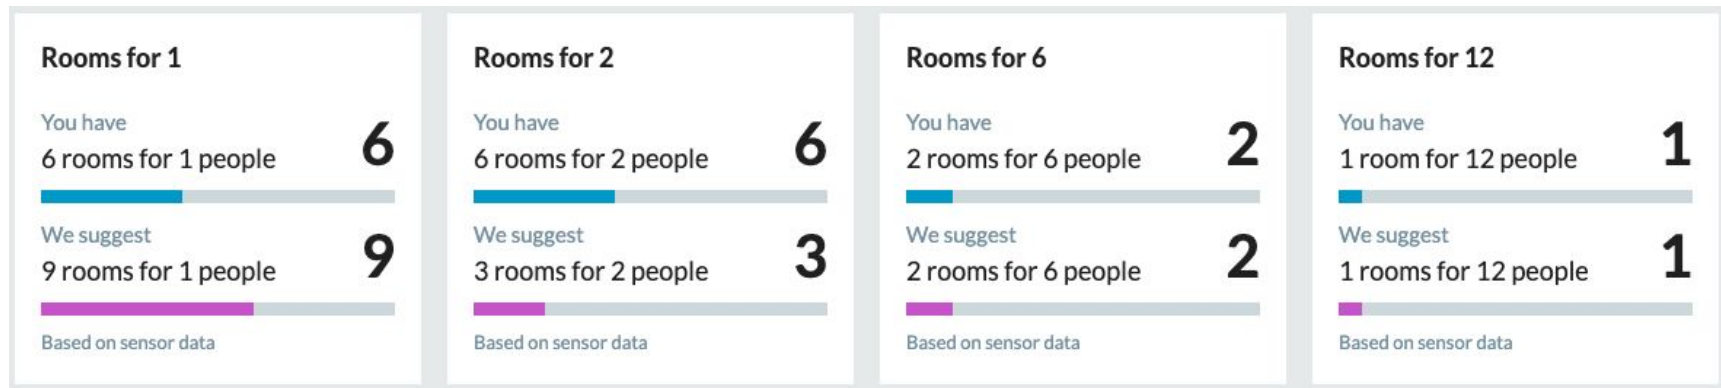 Rooms for 1
You have
6 rooms for 1 people
6
We suggest
9 rooms for 1 people
9
Based on sensor data
Rooms for 2
You have
6 rooms for 2 people
6
We suggest
3 rooms for 2 people
3
Based on sensor data
Rooms for 6
You have
2 rooms for 6 people
2
We suggest
2 rooms for 6 people
2
Based on sensor data
Rooms for 12
You have
1 room for 12 people
1
We suggest
1 rooms for 12 people
1
Based on sensor data